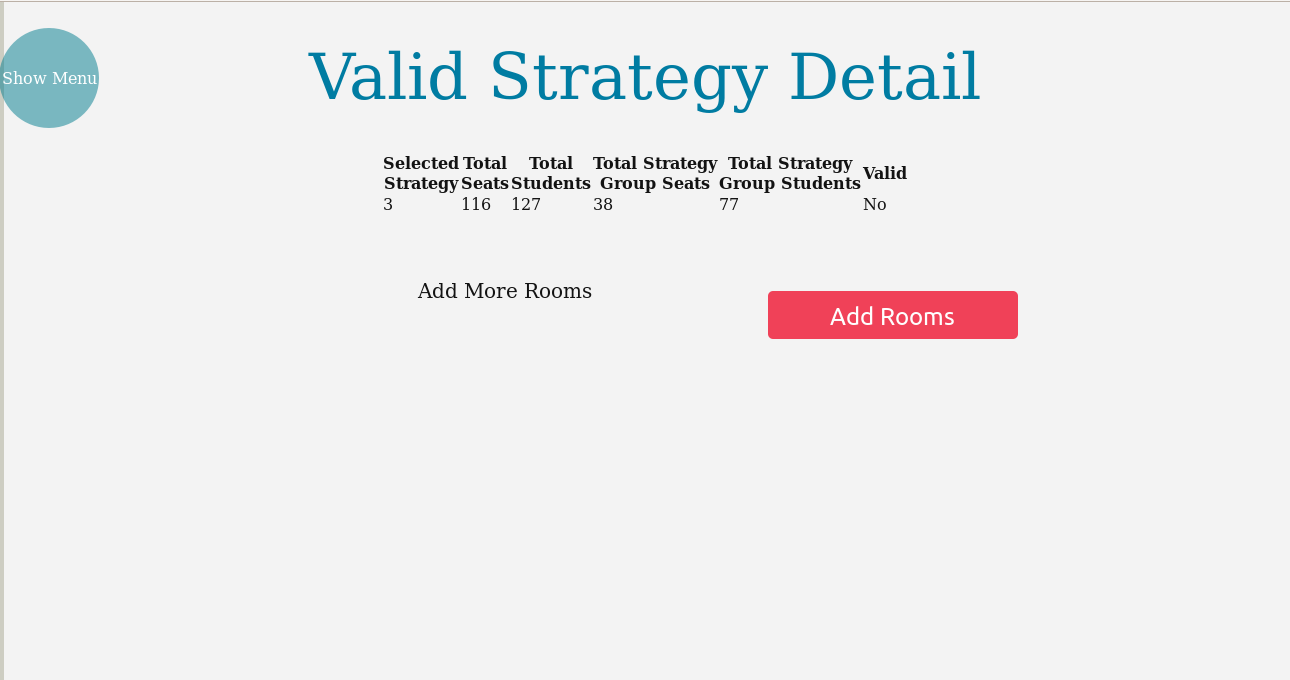 Show Menu
Valid Strategy Detail
Selected Total Total Total Strategy Total Strategy Valid
Strategy Seats Students Group Seats Group Students
3 116 127 38 77 No
Add More Rooms
Add Rooms